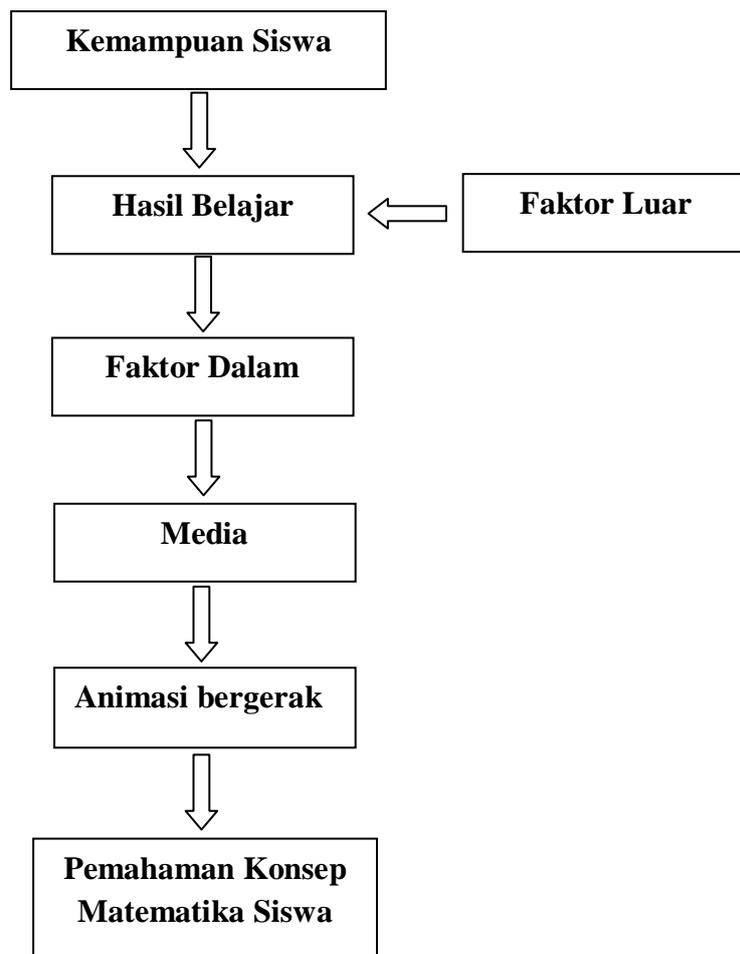 Kemampuan Siswa
Hasil Belajar
Faktor Luar
Faktor Dalam
Media
Animasi bergerak
Pemahaman Konsep
Matematika Siswa